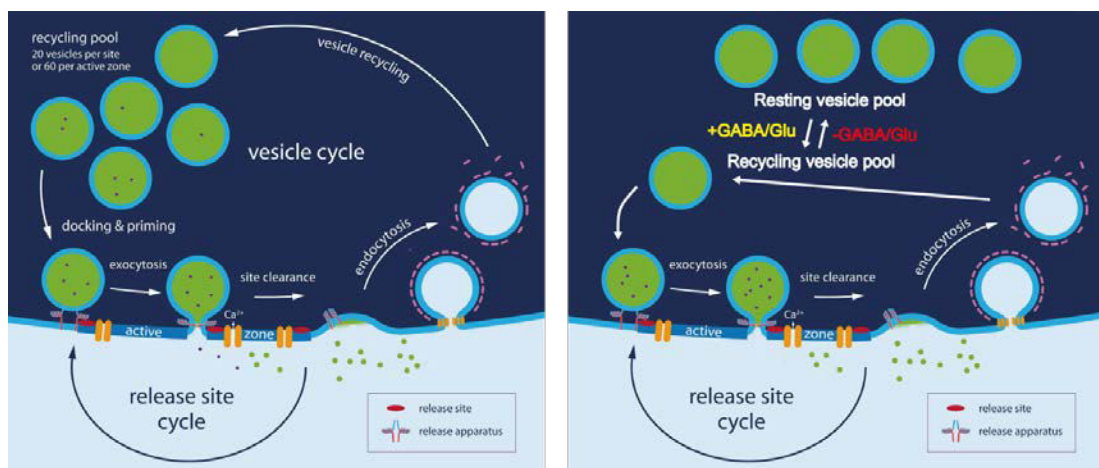 recycling pool
20 vesicles per site
or 60 per active zone
vesicle recycling
vesicle cycle
docking & priming
exocytosis
site clearance
endocytosis
Ca²⁺
active
zone
release site
cycle
release site
release apparatus
Resting vesicle pool
+GABA/Glu
-GABA/Glu
Recycling vesicle pool
exocytosis
site clearance
endocytosis
Ca²⁺
active
zone
release site
cycle
release site
release apparatus